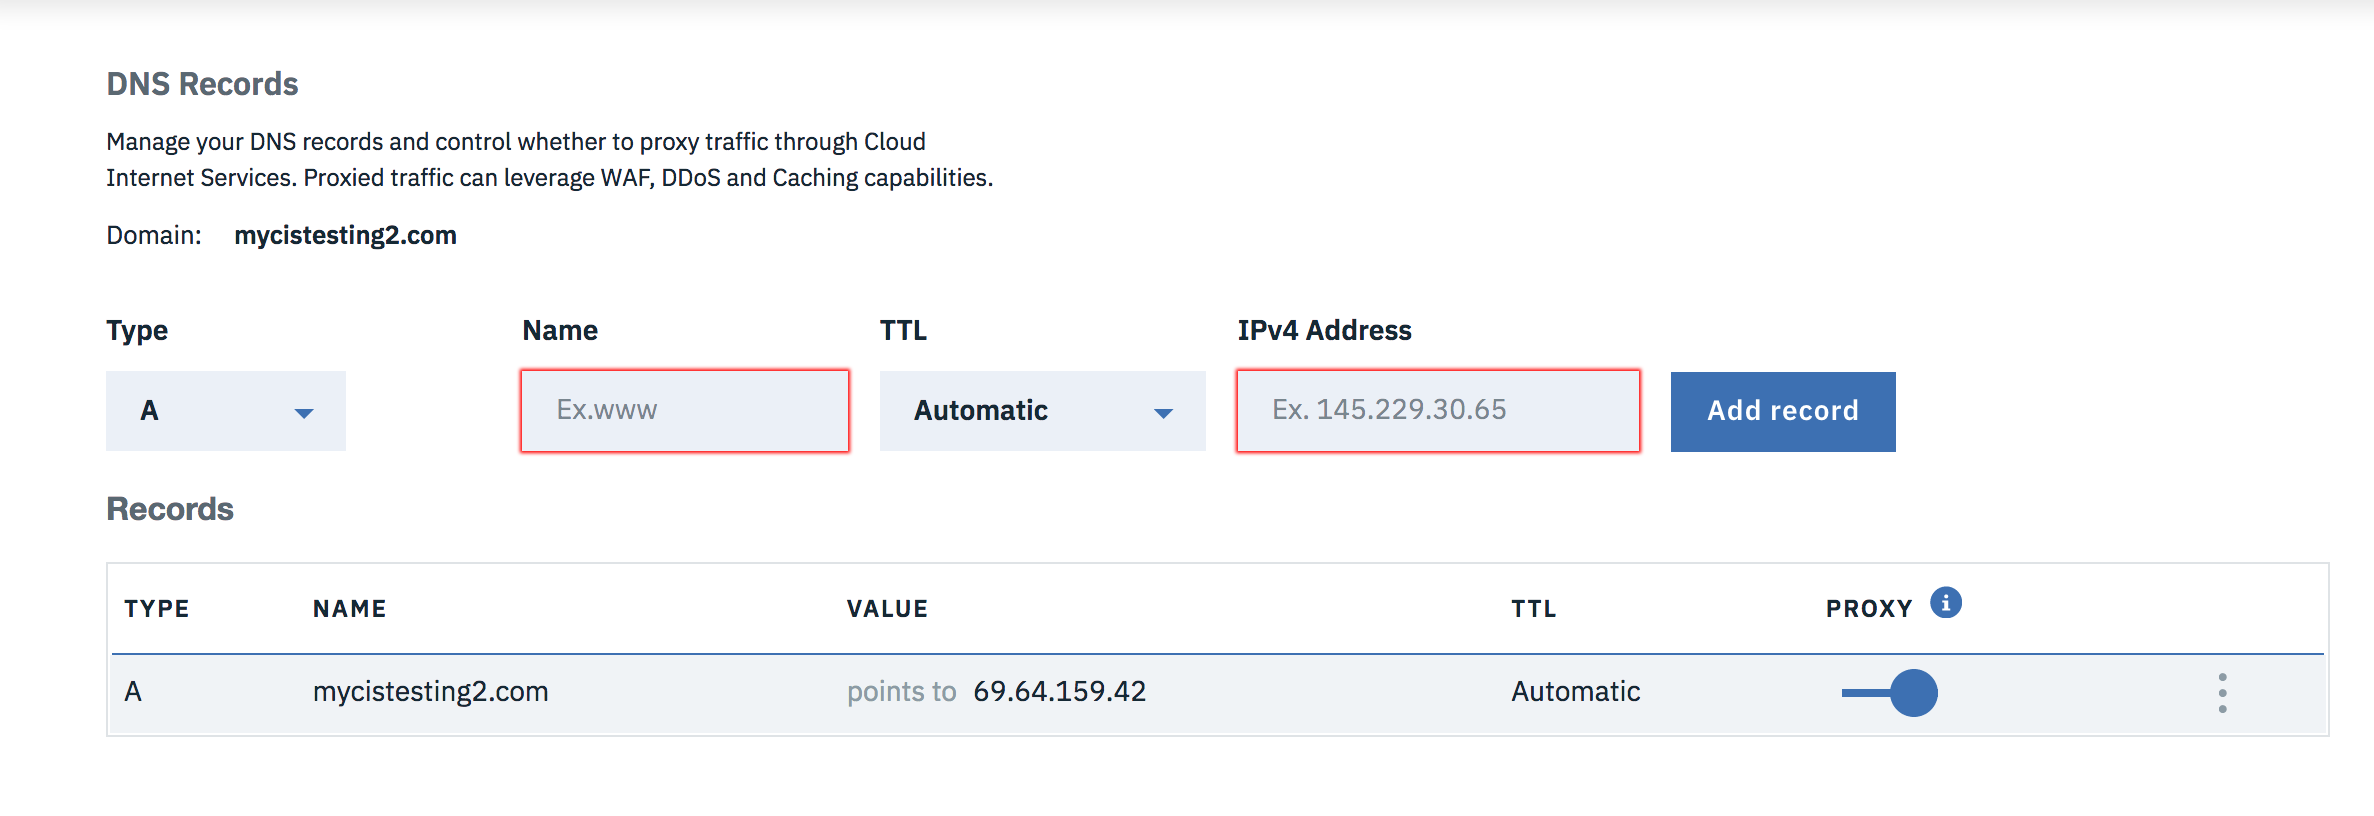 DNS Records
Manage your DNS records and control whether to proxy traffic through Cloud
Internet Services. Proxied traffic can leverage WAF, DDoS and Caching capabilities.
Domain: mycistesting2.com
Type Name TTL IPv4 Address
A Ex.www Automatic Ex. 145.229.30.65 Add record
Records
TYPE NAME VALUE TTL PROXY i
A mycistesting2.com points to 69.64.159.42 Automatic